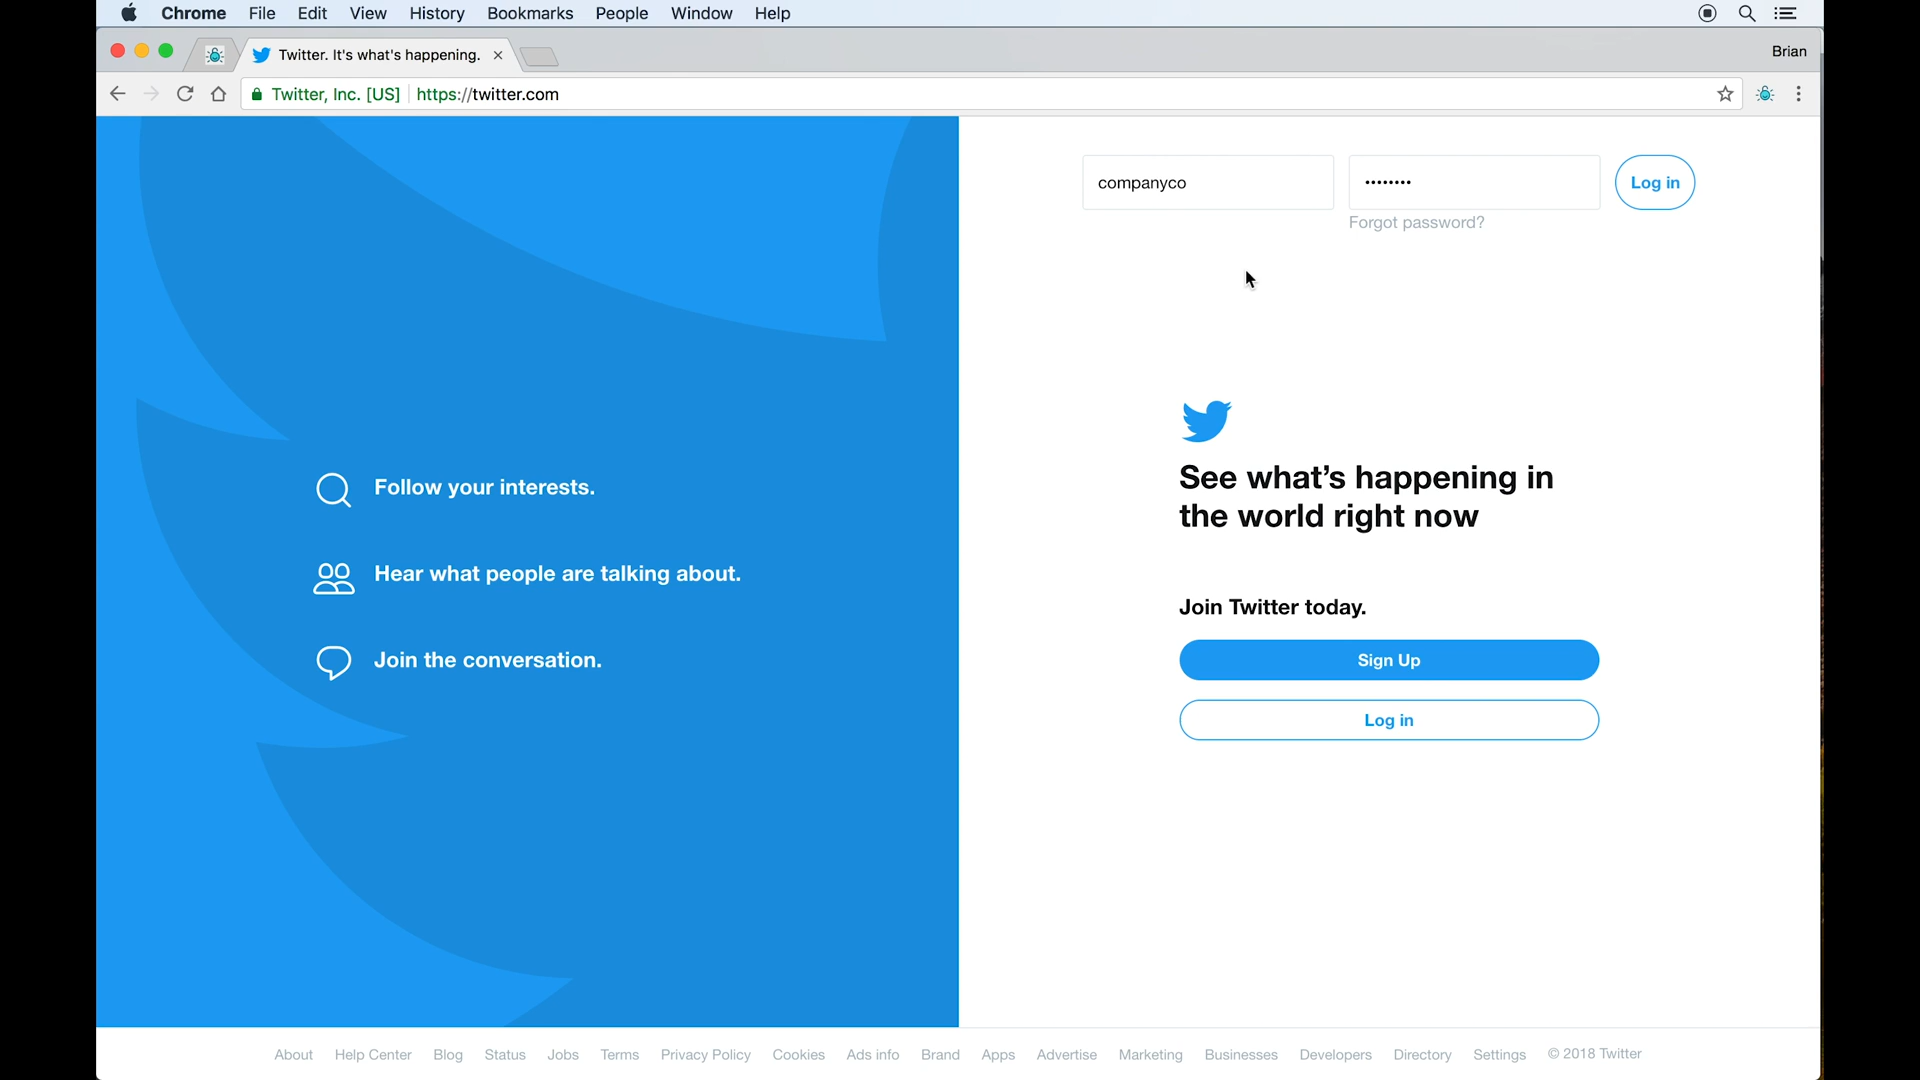 Chrome File Edit View History Bookmarks People Window Help
Twitter. It's what's happening.
Brian
Twitter, Inc. [US] https://twitter.com
companyco
••••••••
Log in
Forgot password?
Follow your interests.
Hear what people are talking about.
Join the conversation.
See what's happening in
the world right now
Join Twitter today.
Sign Up
Log in
About Help Center Blog Status Jobs Terms Privacy Policy Cookies Ads info Brand Apps Advertise Marketing Businesses Developers Directory Settings © 2018 Twitter